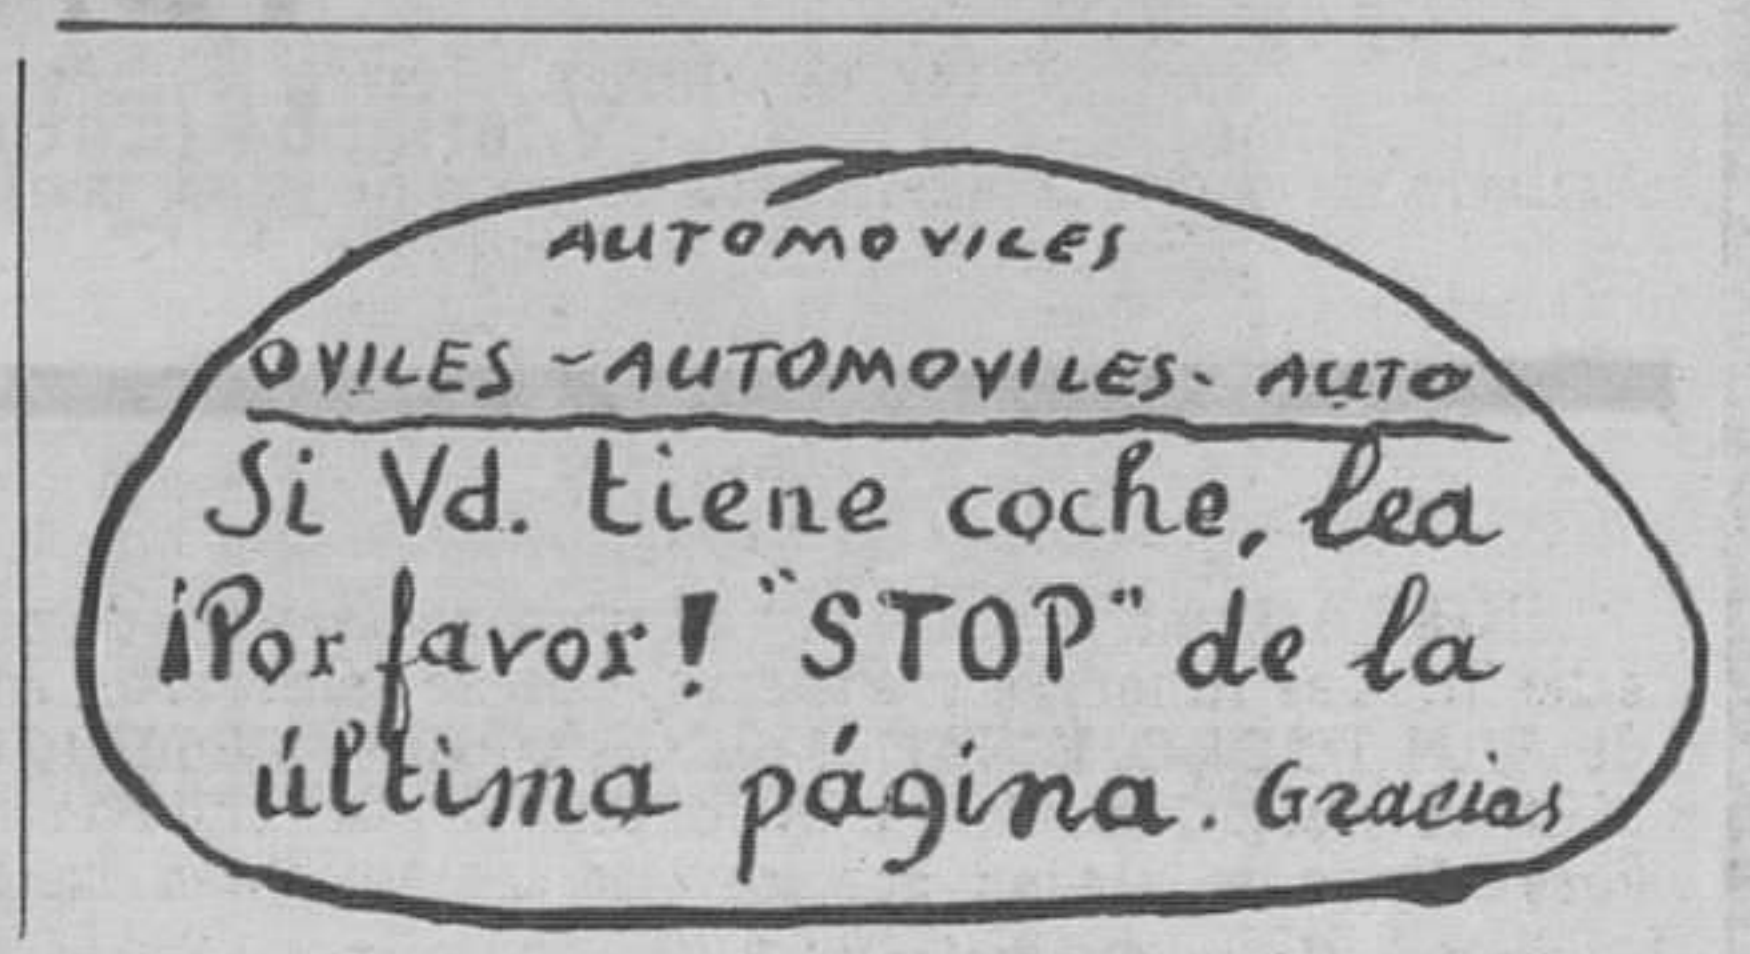 AUTOMOVILES
OVILES - AUTOMOVILES - AUTO
Si Vd. tiene coche, lea
¡Por favor! "STOP" de la
última página. Gracias